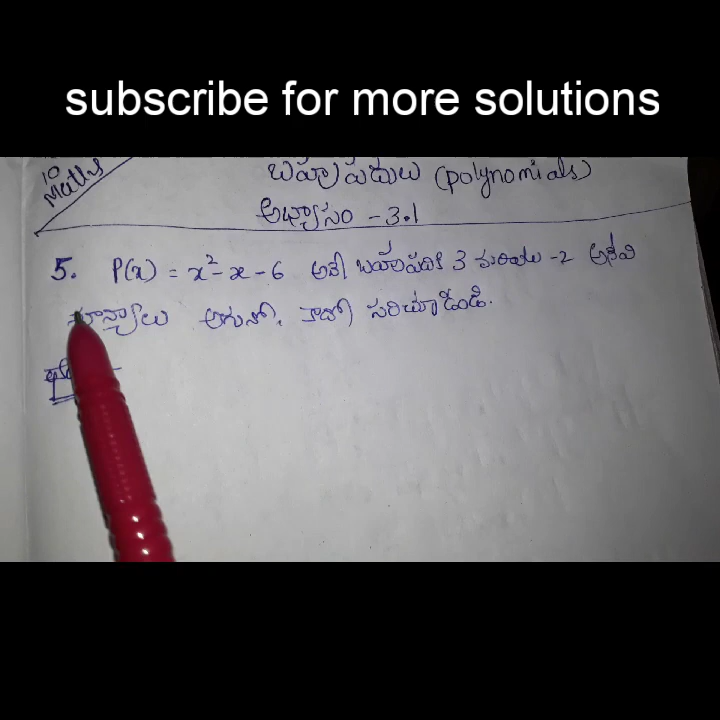 subscribe for more solutions
10
Maths
బహుపదులు (polynomials)
అభ్యాసం - 3.1
5. P(x) = x² - x - 6 అనే బహుపదికి 3 మరియు -2 అనేవి
శూన్యాలు అగునో, కాదో సరిచూడండి.